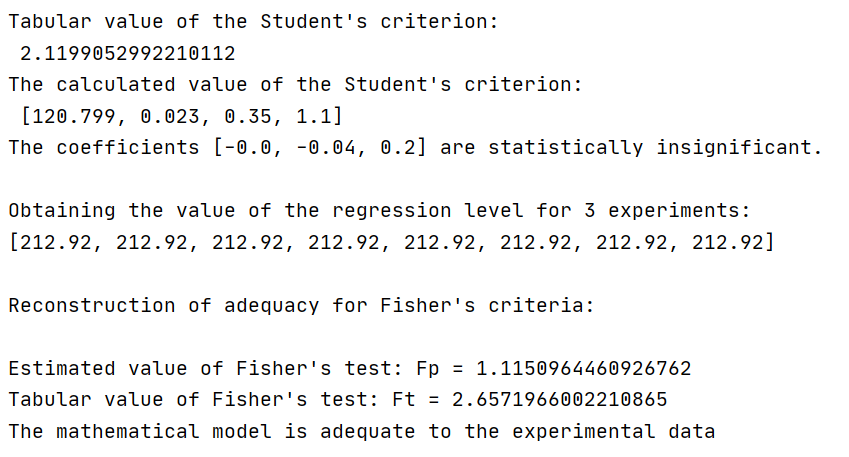 Tabular value of the Student's criterion:
2.1199052992210112
The calculated value of the Student's criterion:
[120.799, 0.023, 0.35, 1.1]
The coefficients [-0.0, -0.04, 0.2] are statistically insignificant.
Obtaining the value of the regression level for 3 experiments:
[212.92, 212.92, 212.92, 212.92, 212.92, 212.92, 212.92, 212.92]
Reconstruction of adequacy for Fisher's criteria:
Estimated value of Fisher's test: Fp = 1.1150964460926762
Tabular value of Fisher's test: Ft = 2.6571966002210865
The mathematical model is adequate to the experimental data